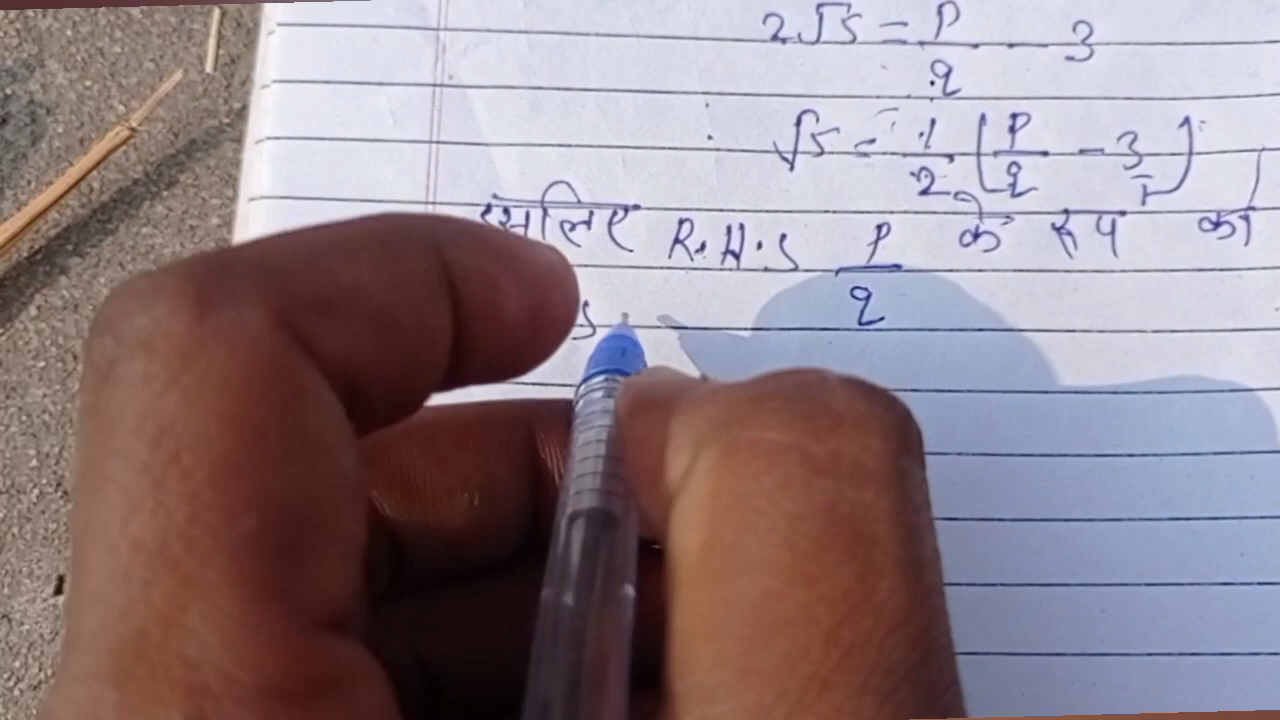 2√5 = p/q - 3
√5 = 1/2 (p/q - 3)
इसलिए R.H.S p/q के रूप का
s